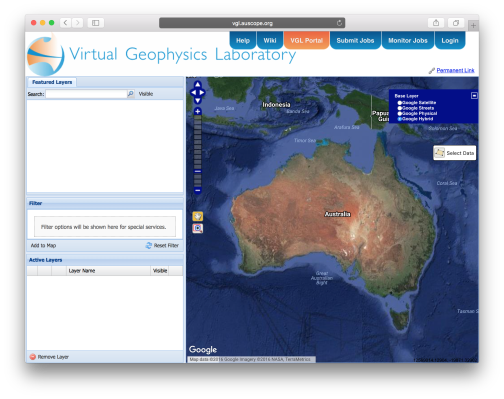 vgl.auscope.org
Help
Wiki
VGL Portal
Submit Jobs
Monitor Jobs
Login
Virtual Geophysics Laboratory
Permanent Link
Featured Layers
Search:
Visible
Filter
Filter options will be shown here for special services.
Add to Map
Reset Filter
Active Layers
Layer Name
Visible
Remove Layer
Base Layer
Google Satellite
Google Streets
Google Physical
Google Hybrid
Select Data
Indonesia
Java Sea
Banda Sea
Papua
Arafura Sea
Solomon Sea
Timor Sea
Coral Sea
Australia
Great
Australian
Bight
Google
Map data ©2016 Google Imagery ©2016 NASA, TerraMetrics